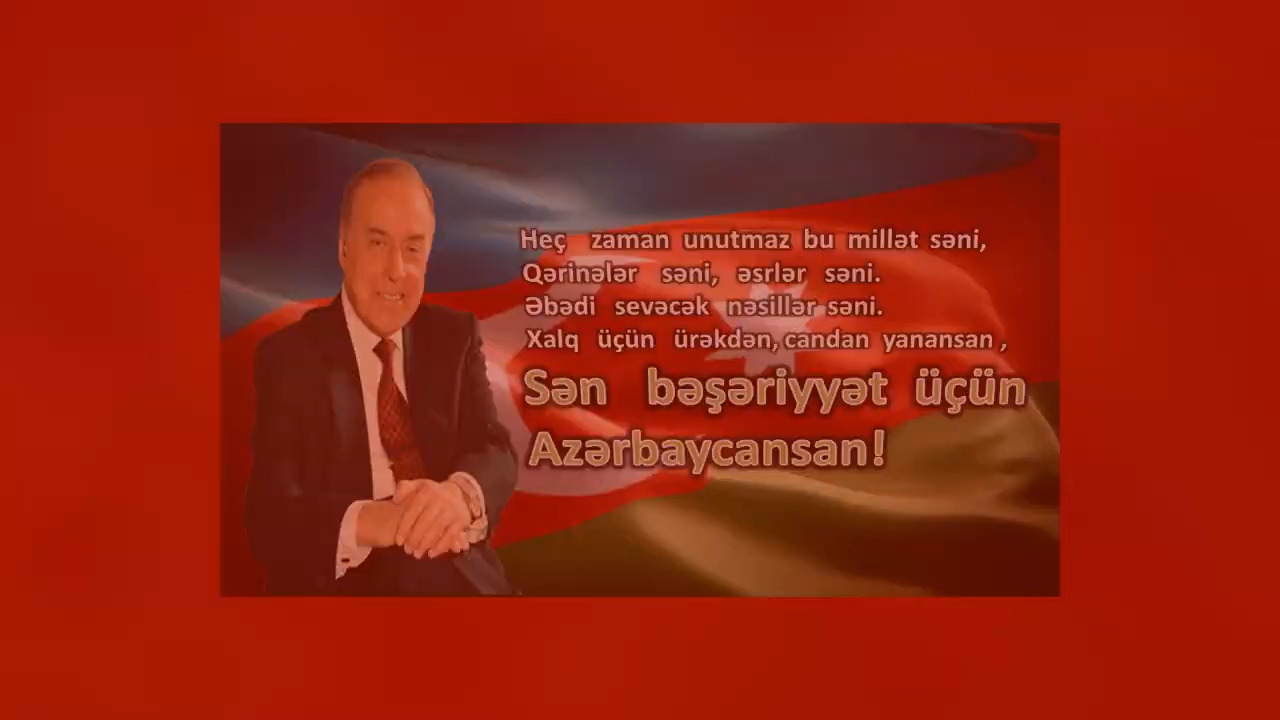 Heç zaman unutmaz bu millət səni,
Qərinələr səni, əsrlər səni.
Əbədi sevəcək nəsillər səni.
Xalq üçün ürəkdən, candan yanansan ,
Sən bəşəriyyət üçün
Azərbaycansan!